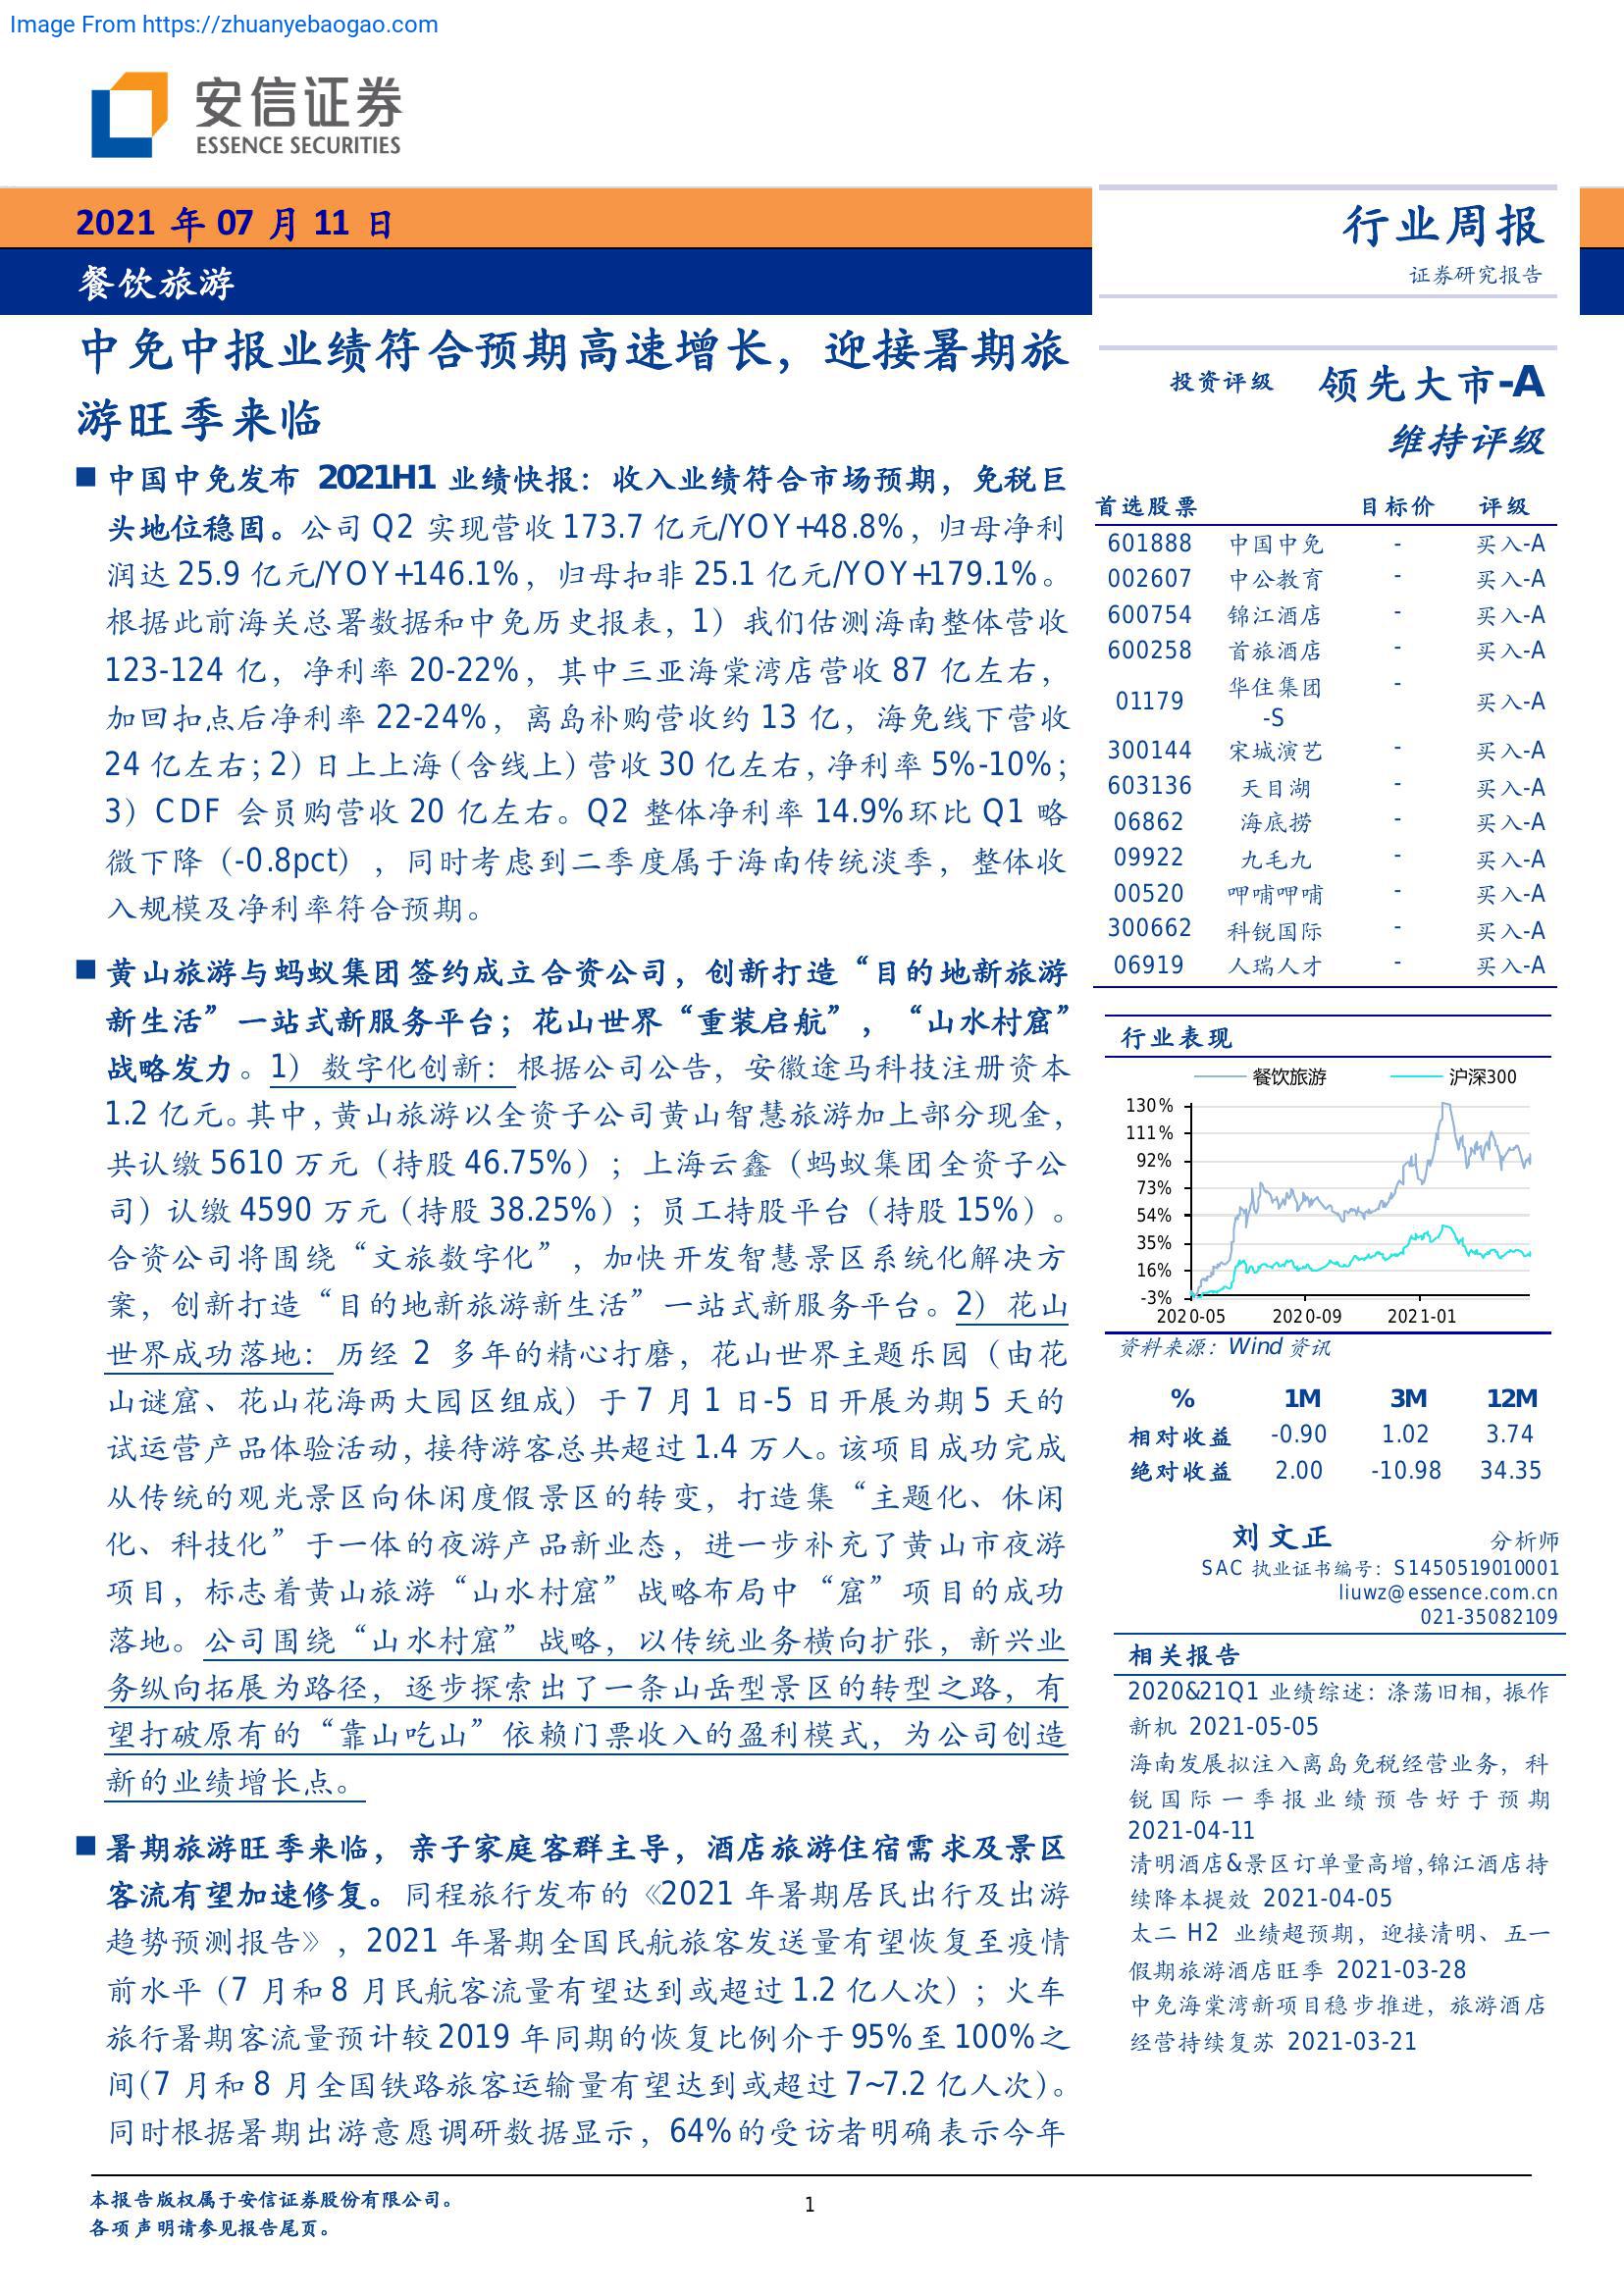 Image From https://zhuanyebaogao.com
安信证券
ESSENCE SECURITIES
2021 年 07 月 11 日
餐饮旅游
行业周报
证券研究报告
中免中报业绩符合预期高速增长，迎接暑期旅
游旺季来临
■中国中免发布 2021H1 业绩快报：收入业绩符合市场预期，免税巨
头地位稳固。公司 Q2 实现营收 173.7 亿元/YOY+48.8%，归母净利
润达 25.9 亿元/YOY+146.1%，归母扣非 25.1 亿元/YOY+179.1%。
根据此前海关总署数据和中免历史报表，1）我们估测海南整体营收
123-124 亿，净利率 20-22%，其中三亚海棠湾店营收 87 亿左右，
加回扣点后净利率 22-24%，离岛补购营收约 13 亿，海免线下营收
24 亿左右；2）日上上海（含线上）营收 30 亿左右，净利率 5%-10%；
3）CDF 会员购营收 20 亿左右。Q2 整体净利率 14.9%环比 Q1 略
微下降（-0.8pct），同时考虑到二季度属于海南传统淡季，整体收
入规模及净利率符合预期。
■黄山旅游与蚂蚁集团签约成立合资公司，创新打造“目的地新旅游
新生活”一站式新服务平台；花山世界“重装启航”，“山水村窟”
战略发力。1）数字化创新：根据公司公告，安徽途马科技注册资本
1.2 亿元。其中，黄山旅游以全资子公司黄山智慧旅游加上部分现金，
共认缴 5610 万元（持股 46.75%）；上海云鑫（蚂蚁集团全资子公
司）认缴 4590 万元（持股 38.25%）；员工持股平台（持股 15%）。
合资公司将围绕“文旅数字化”，加快开发智慧景区系统化解决方
案，创新打造“目的地新旅游新生活”一站式新服务平台。2）花山
世界成功落地：历经 2 多年的精心打磨，花山世界主题乐园（由花
山谜窟、花山花海两大园区组成）于 7 月 1 日-5 日开展为期 5 天的
试运营产品体验活动，接待游客总共超过 1.4 万人。该项目成功完成
从传统的观光景区向休闲度假景区的转变，打造集“主题化、休闲
化、科技化”于一体的夜游产品新业态，进一步补充了黄山市夜游
项目，标志着黄山旅游“山水村窟”战略布局中“窟”项目的成功
落地。公司围绕“山水村窟”战略，以传统业务横向扩张，新兴业
务纵向拓展为路径，逐步探索出了一条山岳型景区的转型之路，有
望打破原有的“靠山吃山”依赖门票收入的盈利模式，为公司创造
新的业绩增长点。
■暑期旅游旺季来临，亲子家庭客群主导，酒店旅游住宿需求及景区
客流有望加速修复。同程旅行发布的《2021 年暑期居民出行及出游
趋势预测报告》，2021 年暑期全国民航旅客发送量有望恢复至疫情
前水平（7 月和 8 月民航客流量有望达到或超过 1.2 亿人次）；火车
旅行暑期客流量预计较 2019 年同期的恢复比例介于 95%至 100%之
间(7 月和 8 月全国铁路旅客运输量有望达到或超过 7~7.2 亿人次)。
同时根据暑期出游意愿调研数据显示，64%的受访者明确表示今年
投资评级 领先大市-A
维持评级
首选股票 目标价 评级
601888 中国中免 - 买入-A
002607 中公教育 - 买入-A
600754 锦江酒店 - 买入-A
600258 首旅酒店 - 买入-A
01179 华住集团 - 买入-A
-S
300144 宋城演艺 - 买入-A
603136 天目湖 - 买入-A
06862 海底捞 - 买入-A
09922 九毛九 - 买入-A
00520 呷哺呷哺 - 买入-A
300662 科锐国际 - 买入-A
06919 人瑞人才 - 买入-A
行业表现
餐饮旅游 沪深300
130%
111%
92%
73%
54%
35%
16%
-3%
2020-05 2020-09 2021-01
资料来源：Wind 资讯
% 1M 3M 12M
相对收益 -0.90 1.02 3.74
绝对收益 2.00 -10.98 34.35
刘文正 分析师
SAC 执业证书编号：S1450519010001
liuwz@essence.com.cn
021-35082109
相关报告
2020&21Q1 业绩综述：涤荡旧相，振作
新机 2021-05-05
海南发展拟注入离岛免税经营业务，科
锐国际一季报业绩预告好于预期
2021-04-11
清明酒店&景区订单量高增,锦江酒店持
续降本提效 2021-04-05
太二 H2 业绩超预期，迎接清明、五一
假期旅游酒店旺季 2021-03-28
中免海棠湾新项目稳步推进，旅游酒店
经营持续复苏 2021-03-21
本报告版权属于安信证券股份有限公司。
各项声明请参见报告尾页。
1